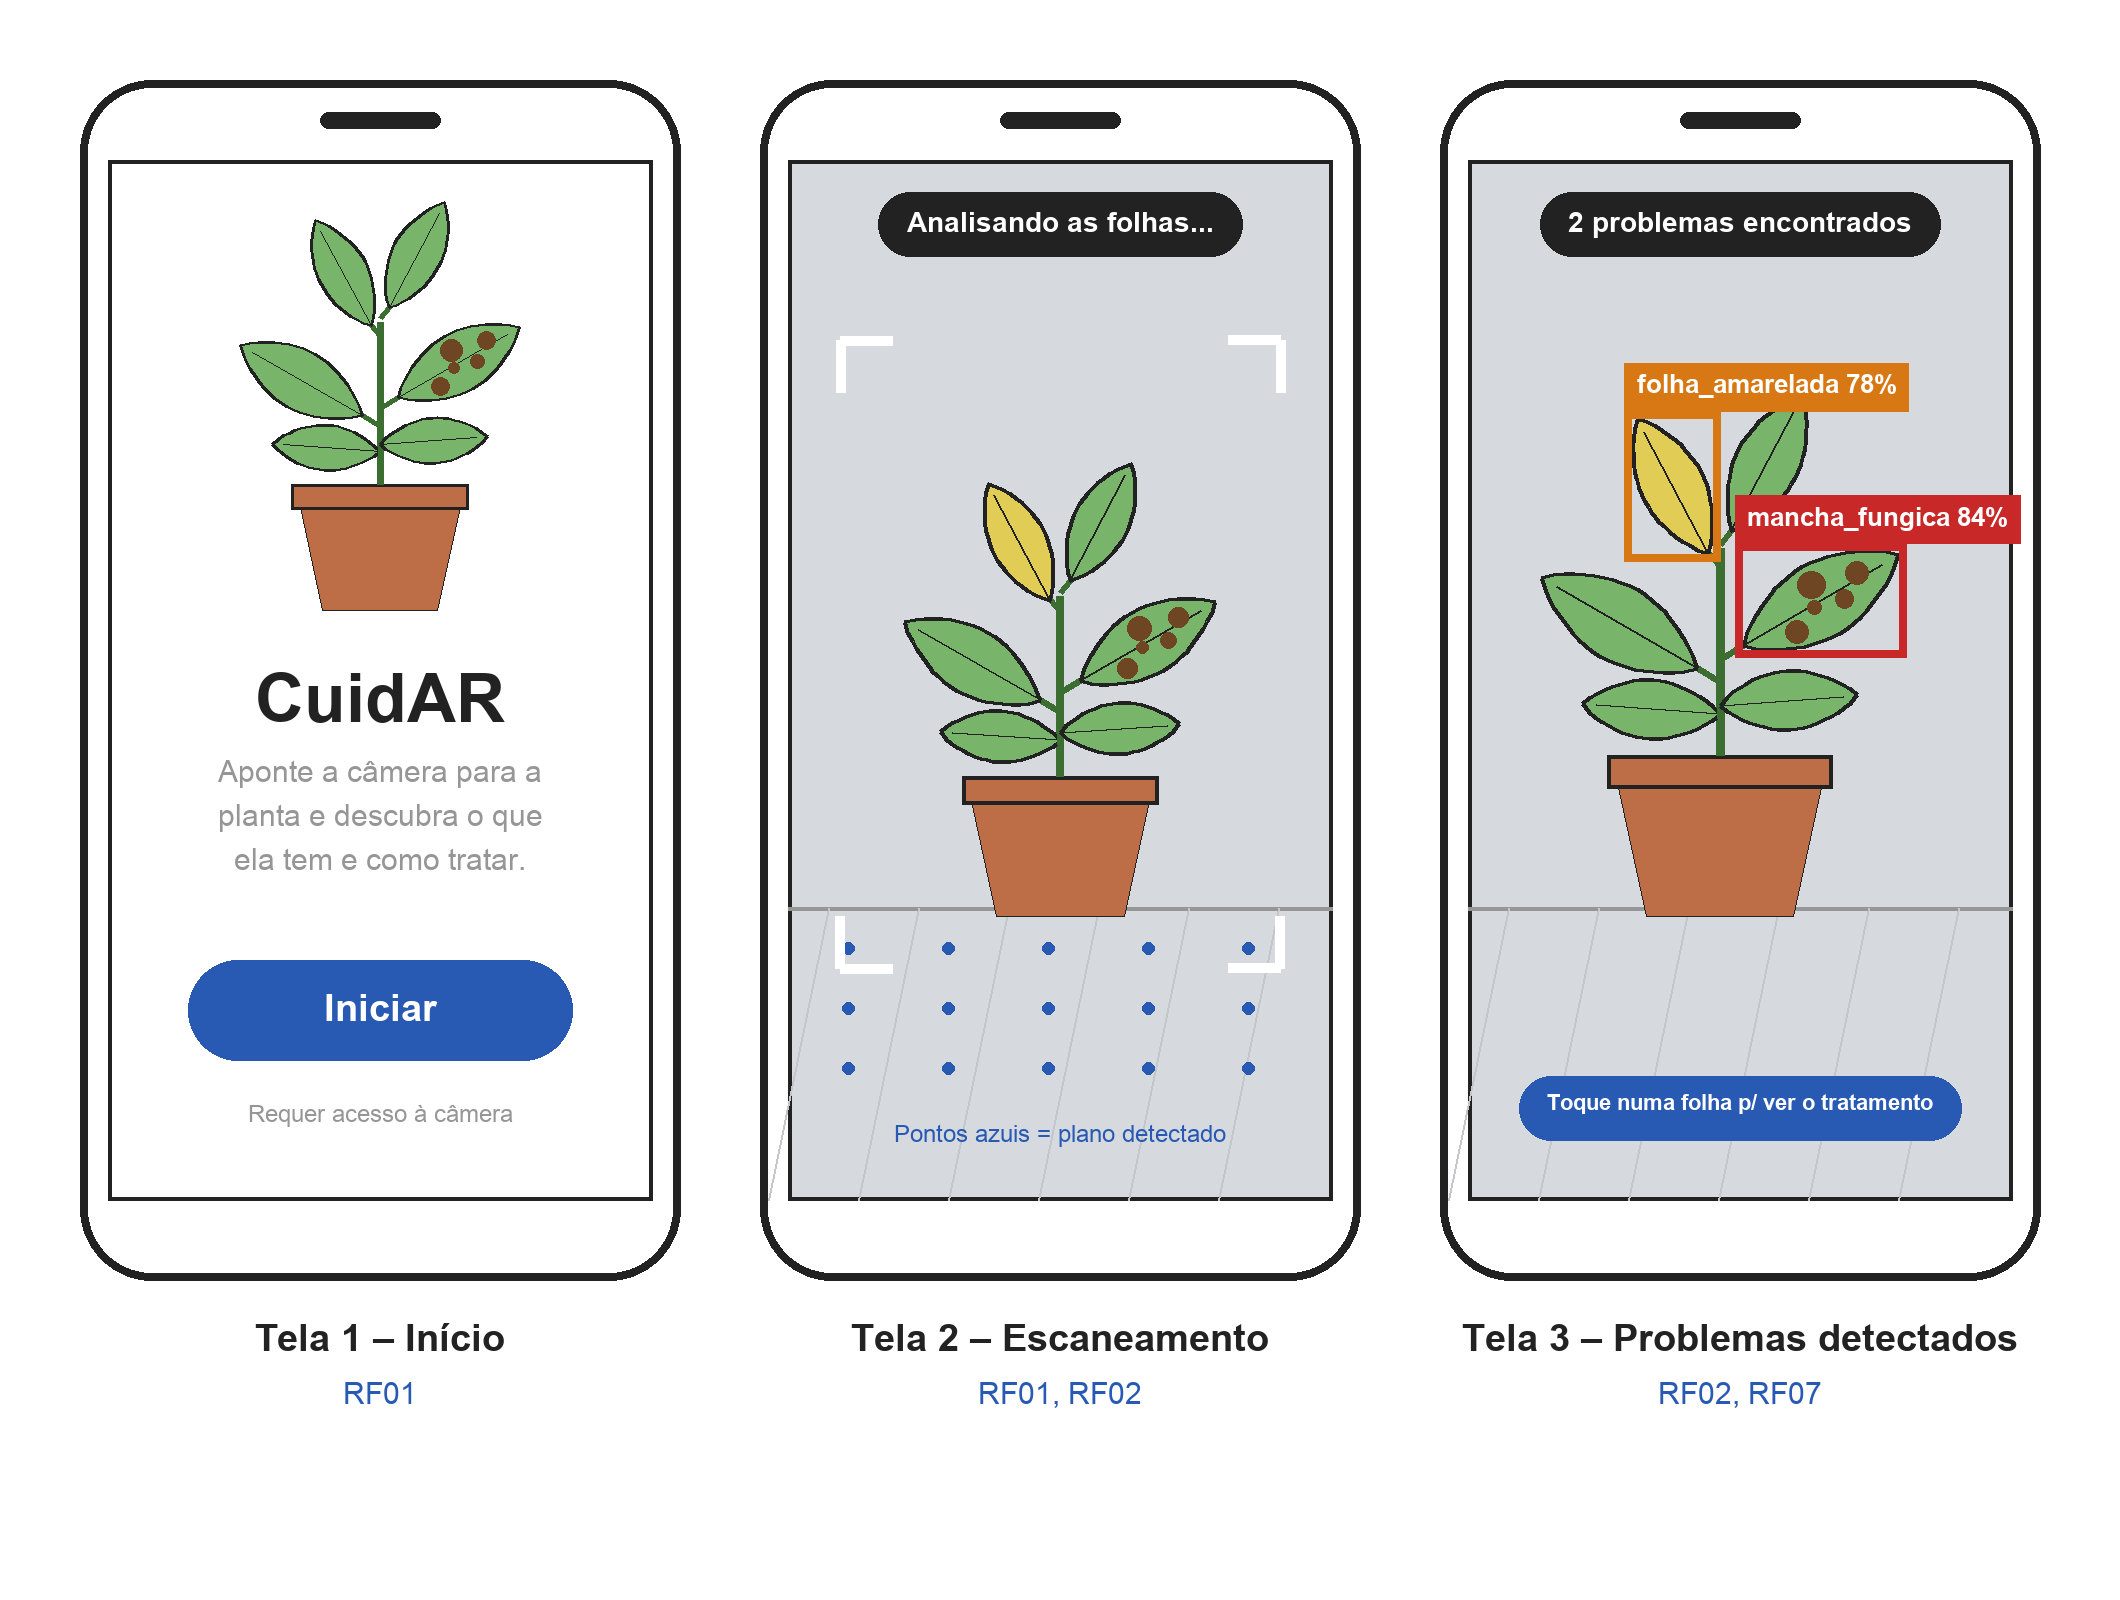 CuidAR
Aponte a câmera para a
planta e descubra o que
ela tem e como tratar.
Iniciar
Requer acesso à câmera
Tela 1 – Início
RF01
Analisando as folhas...
Pontos azuis = plano detectado
Tela 2 – Escaneamento
RF01, RF02
2 problemas encontrados
folha_amarelada 78%
mancha_fungica 84%
Toque numa folha p/ ver o tratamento
Tela 3 – Problemas detectados
RF02, RF07